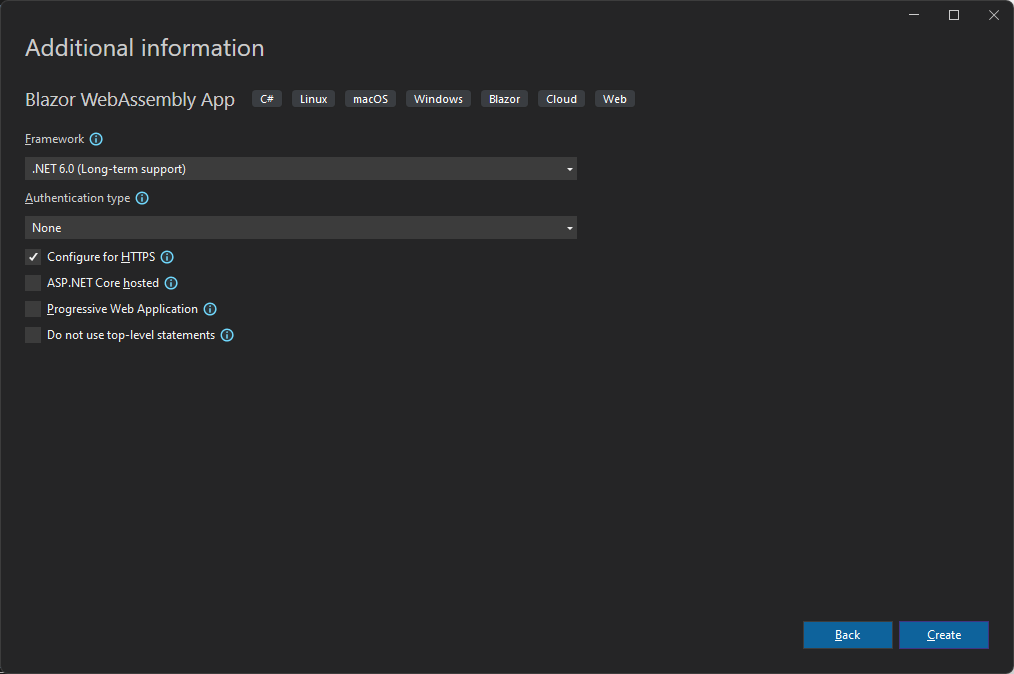 Additional information
Blazor WebAssembly App C# Linux macOS Windows Blazor Cloud Web
Framework
.NET 6.0 (Long-term support)
Authentication type
None
Configure for HTTPS
ASP.NET Core hosted
Progressive Web Application
Do not use top-level statements
Back Create